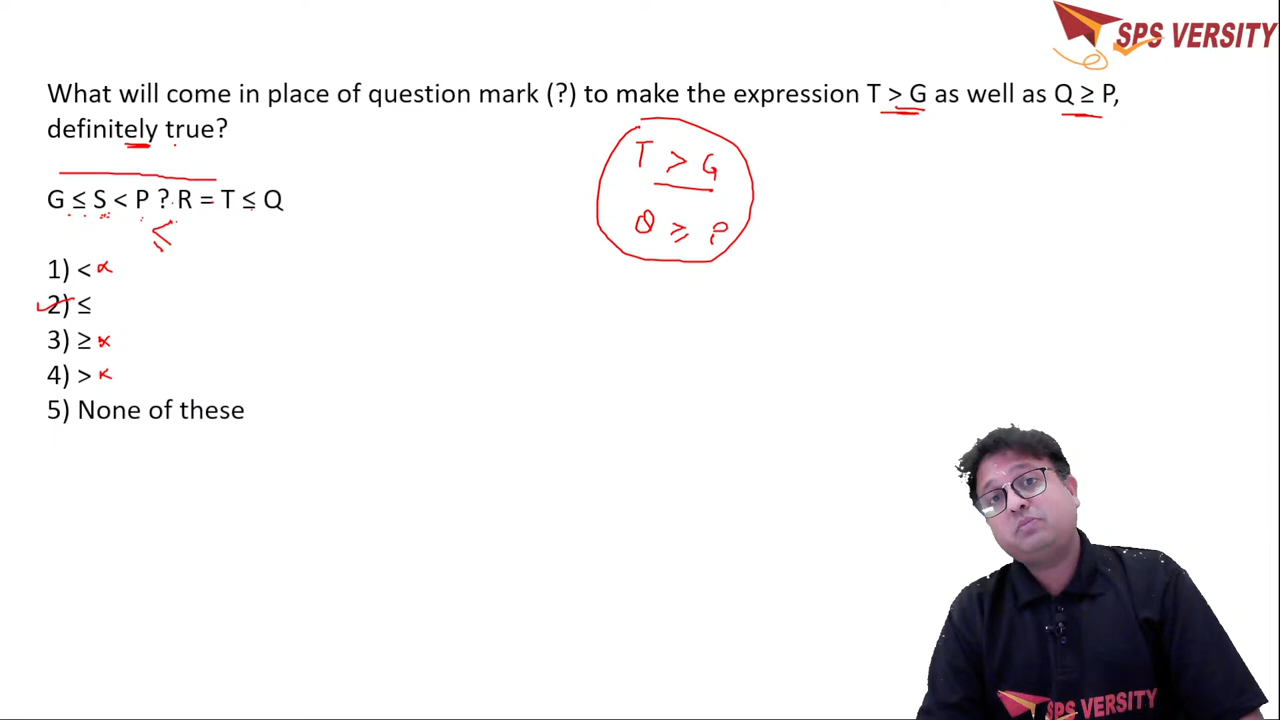 SPS VERSITY
What will come in place of question mark (?) to make the expression T > G as well as Q ≥ P,
definitely true?
T > G
Q ≥ P
G ≤ S < P ? R = T ≤ Q
≤
1) <
2) ≤
3) ≥
4) >
5) None of these
SPS VERSITY